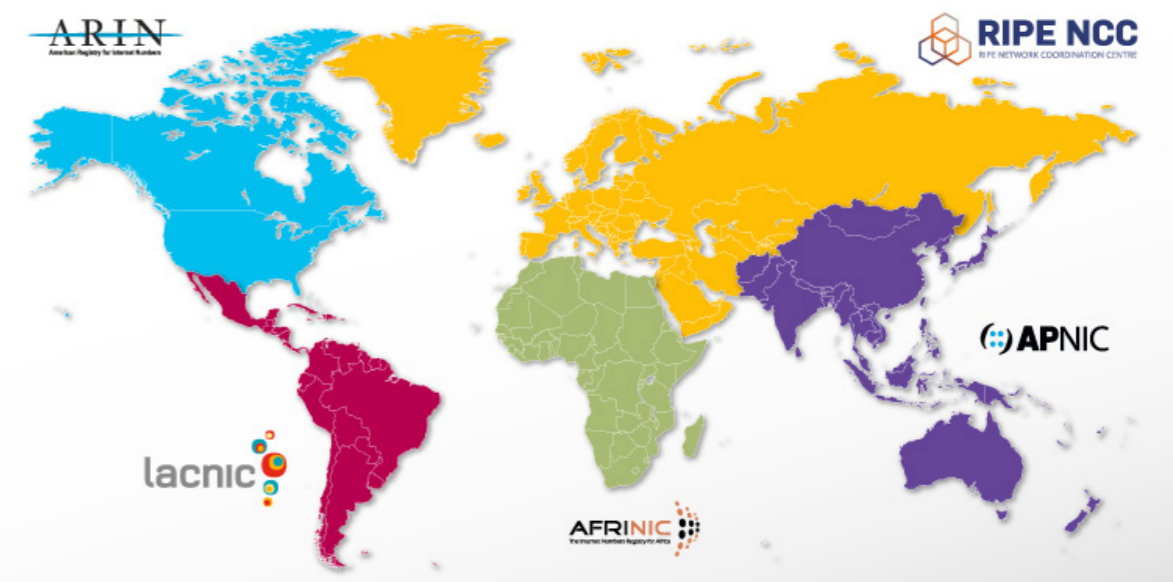 ARIN
American Registry for Internet Numbers
RIPE NCC
RIPE NETWORK COORDINATION CENTRE
APNIC
lacnic
AFRINIC
The Internet Numbers Registry for Africa